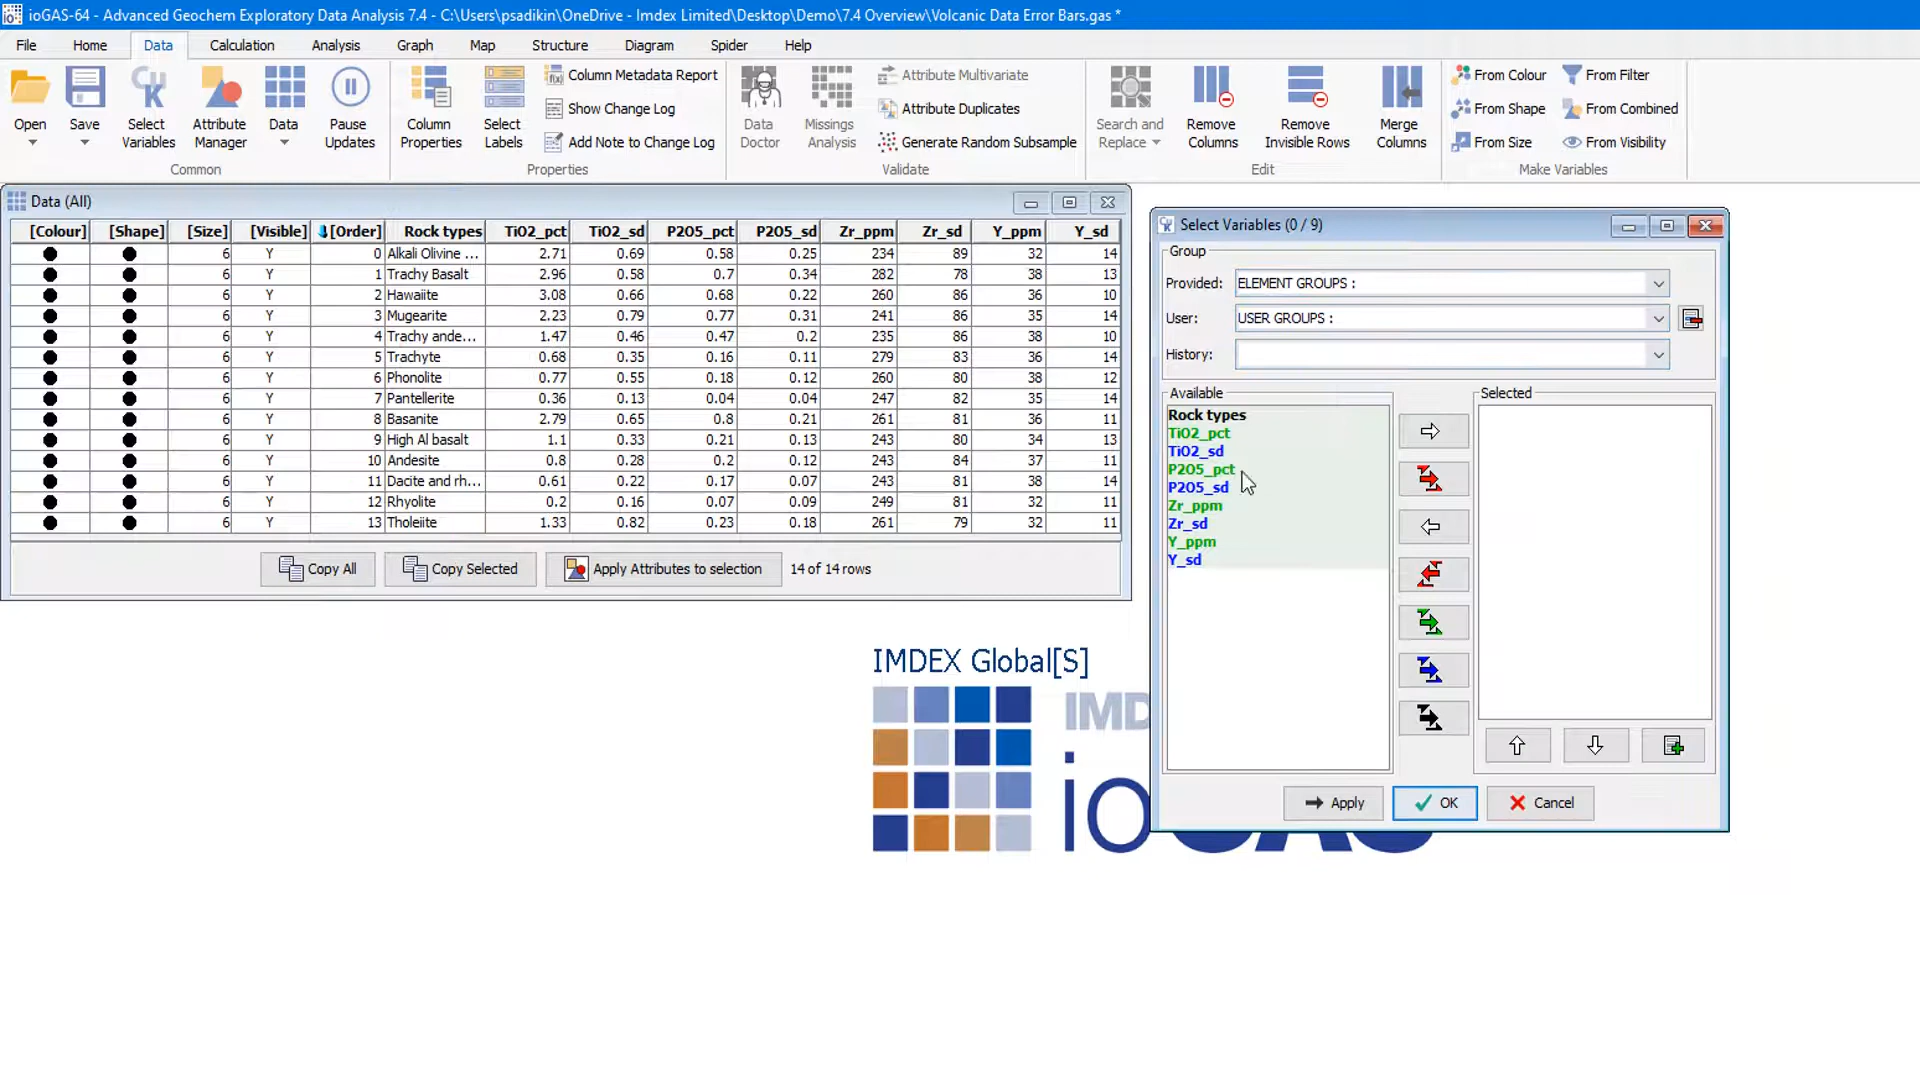 ioGAS-64 - Advanced Geochem Exploratory Data Analysis 7.4 - C:\Users\psadikin\OneDrive - Imdex Limited\Desktop\Demo\7.4 Overview\Volcanic Data Error Bars.gas *
File Home Data Calculation Analysis Graph Map Structure Diagram Spider Help
Open
Save
Select Variables
Attribute Manager
Data
Pause Updates
Common
Column Properties
Select Labels
Column Metadata Report
Show Change Log
Add Note to Change Log
Properties
Data Doctor
Missings Analysis
Attribute Multivariate
Attribute Duplicates
Generate Random Subsample
Validate
Search and Replace
Remove Columns
Remove Invisible Rows
Merge Columns
Edit
From Colour From Filter
From Shape From Combined
From Size From Visibility
Make Variables
Data (All)
[Colour] [Shape] [Size] [Visible] [Order] Rock types TiO2_pct TiO2_sd P2O5_pct P2O5_sd Zr_ppm Zr_sd Y_ppm Y_sd
6 Y 0 Alkali Olivine ... 2.71 0.69 0.58 0.25 234 89 32 14
6 Y 1 Trachy Basalt 2.96 0.58 0.7 0.34 282 78 38 13
6 Y 2 Hawaiite 3.08 0.66 0.68 0.22 260 86 36 10
6 Y 3 Mugearite 2.23 0.79 0.77 0.31 241 86 35 14
6 Y 4 Trachy ande... 1.47 0.46 0.47 0.2 235 86 38 10
6 Y 5 Trachyte 0.68 0.35 0.16 0.11 279 83 36 14
6 Y 6 Phonolite 0.77 0.55 0.18 0.12 260 80 38 12
6 Y 7 Pantellerite 0.36 0.13 0.04 0.04 247 82 35 14
6 Y 8 Basanite 2.79 0.65 0.8 0.21 261 81 36 11
6 Y 9 High Al basalt 1.1 0.33 0.21 0.13 243 80 34 13
6 Y 10 Andesite 0.8 0.28 0.2 0.12 243 84 37 11
6 Y 11 Dacite and rh... 0.61 0.22 0.17 0.07 238 81 38 14
6 Y 12 Rhyolite 0.2 0.16 0.07 0.09 249 81 32 11
6 Y 13 Tholeiite 1.33 0.82 0.23 0.18 261 79 32 11
Copy All Copy Selected Apply Attributes to selection 14 of 14 rows
Select Variables (0 / 9)
Group
Provided: ELEMENT GROUPS :
User: USER GROUPS :
History:
Available
Rock types
TiO2_pct
TiO2_sd
P2O5_pct
P2O5_sd
Zr_ppm
Zr_sd
Y_ppm
Y_sd
Selected
Apply OK Cancel
IMDEX Global[S]
IMD
io